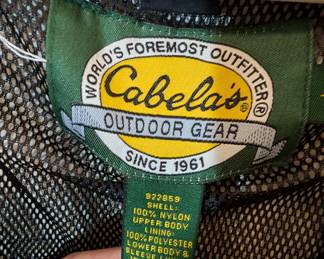 WORLD'S FOREMOST OUTFITTER®
Cabela's®
OUTDOOR GEAR
SINCE 1961
922859
SHELL:
100% NYLON
UPPER BODY
LINING:
100% POLYESTER
LOWER BODY &
SLEEVE